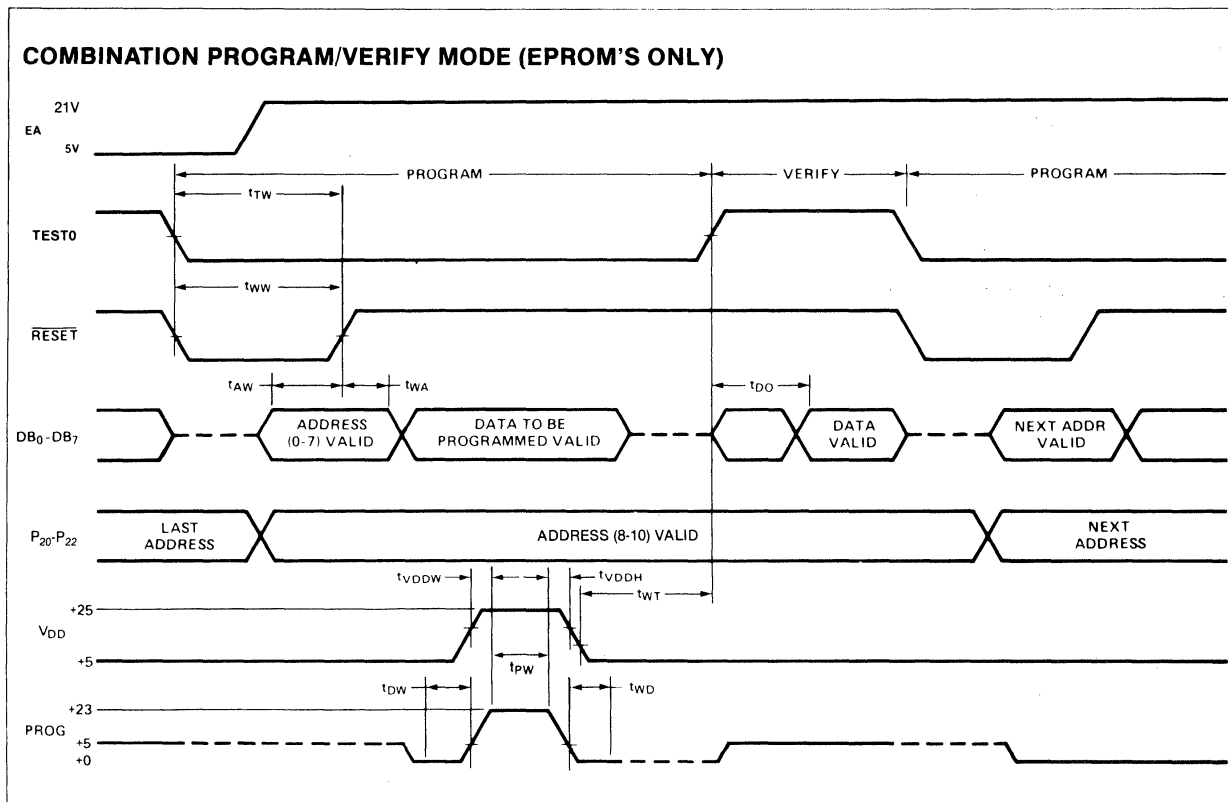 COMBINATION PROGRAM/VERIFY MODE (EPROM'S ONLY)
21V
EA
5V
PROGRAM
VERIFY
PROGRAM
tTW
TEST0
tWW
RESET
tAW
tWA
tDO
DB0-DB7
ADDRESS
(0-7) VALID
DATA TO BE
PROGRAMMED VALID
DATA
VALID
NEXT ADDR
VALID
P20-P22
LAST
ADDRESS
ADDRESS (8-10) VALID
NEXT
ADDRESS
tVDDW
tVDDH
tWT
+25
VDD
+5
tPW
tDW
tWD
+23
PROG
+5
+0